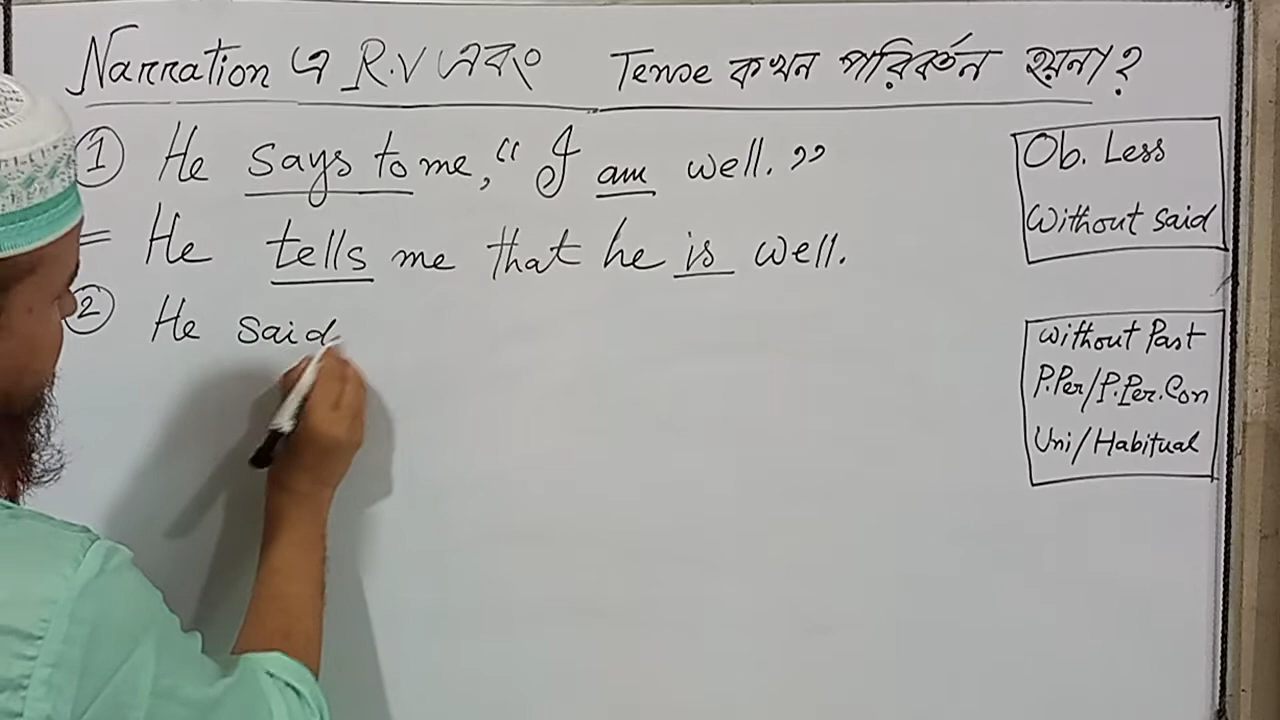 Narration এ R.V এবং Tense কখন পরিবর্তন হয়না?
① He says to me, “I am well.”
= He tells me that he is well.
② He said
Ob. Less
Without said
Without Past
P.Per/P.Per.Con
Uni/Habitual